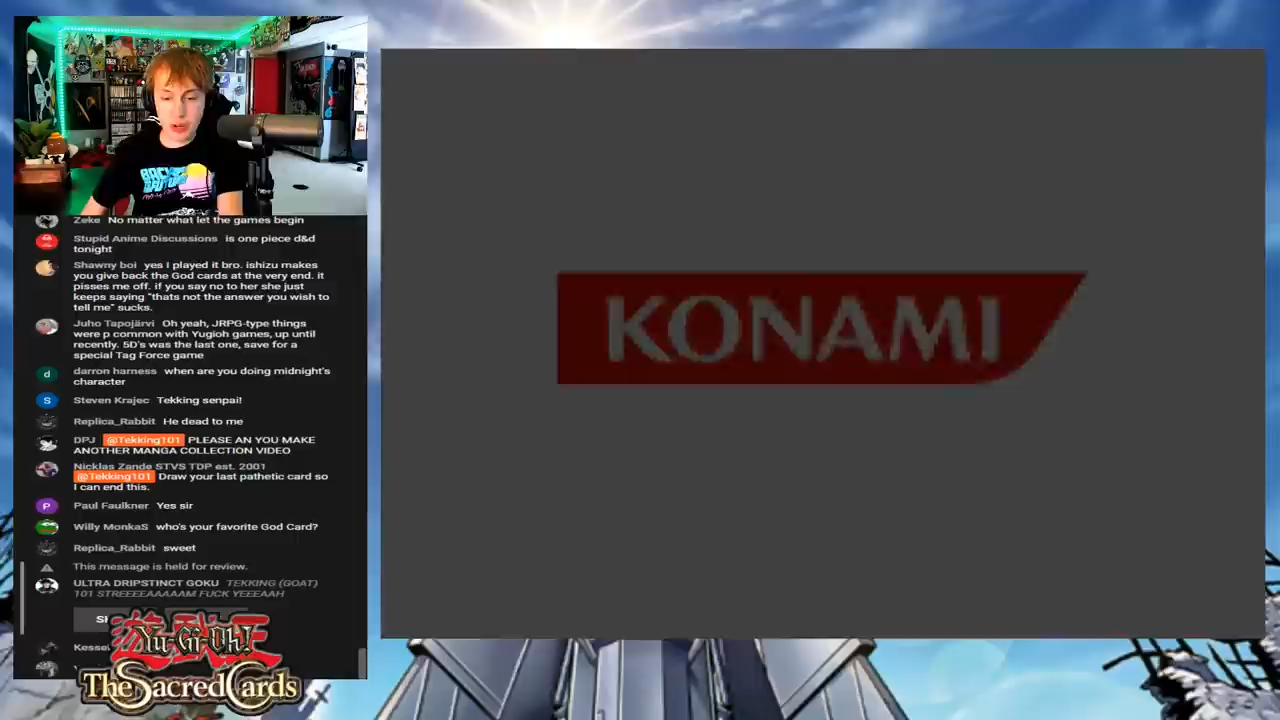 KONAMI
Zeke No matter what let the games begin
Stupid Anime Discussions is one piece d&d
tonight
Shawny boi yes I played it bro. ishizu makes
you give back the God cards at the very end. it
pisses me off. if you say no to her she just
keeps saying "thats not the answer you wish to
tell me" sucks.
Juho Tapojärvi Oh yeah, JRPG-type things
were p common with Yugioh games, up until
recently. 5D's was the last one, save for a
special Tag Force game
darron harness when are you doing midnight's
character
Steven Krajec Tekking senpai!
Replica_Rabbit He dead to me
DPJ @Tekking101 PLEASE AN YOU MAKE
ANOTHER MANGA COLLECTION VIDEO
Nicklas Zande STVS TDP est. 2001
@Tekking101 Draw your last pathetic card so
I can end this.
Paul Faulkner Yes sir
Willy MonkaS who's your favorite God Card?
Replica_Rabbit sweet
This message is held for review.
ULTRA DRIPSTINCT GOKU TEKKING (GOAT)
101 STREEEEAAAAAM FUCK YEEEAAH
Yu-Gi-Oh!
The Sacred Cards